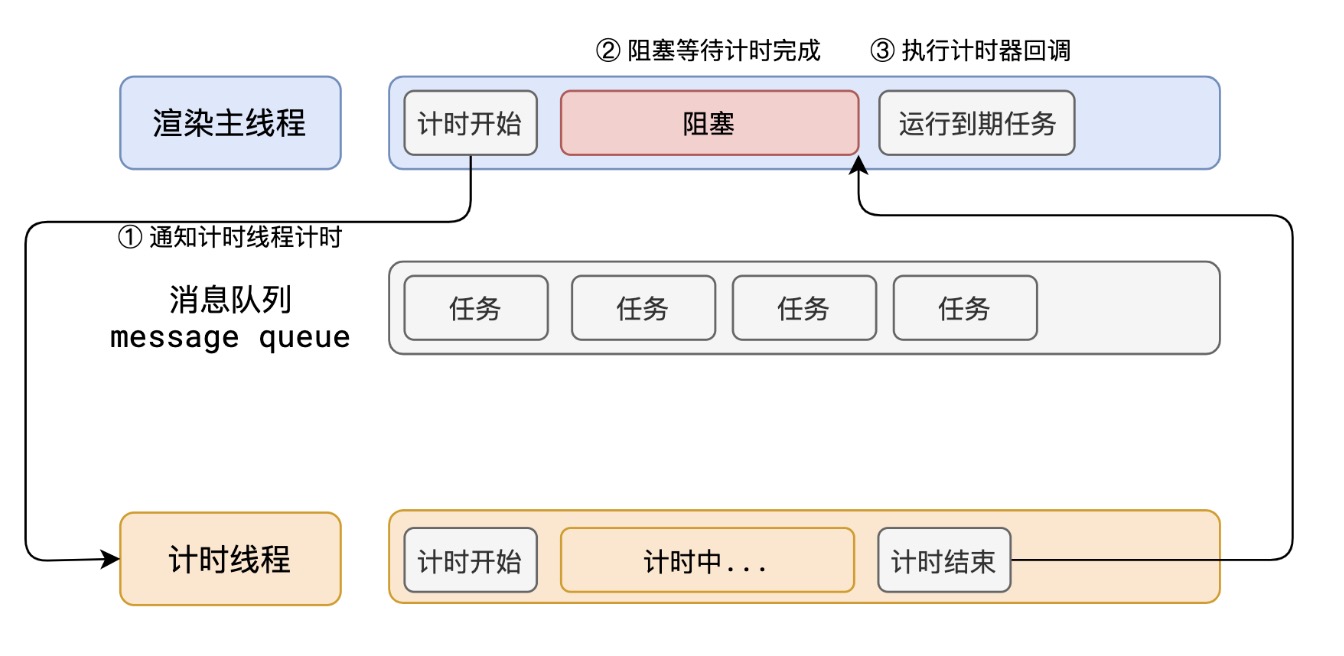 ② 阻塞等待计时完成
③ 执行计时器回调
渲染主线程
计时开始
阻塞
运行到期任务
① 通知计时线程计时
消息队列
message queue
任务
任务
任务
任务
计时线程
计时开始
计时中...
计时结束